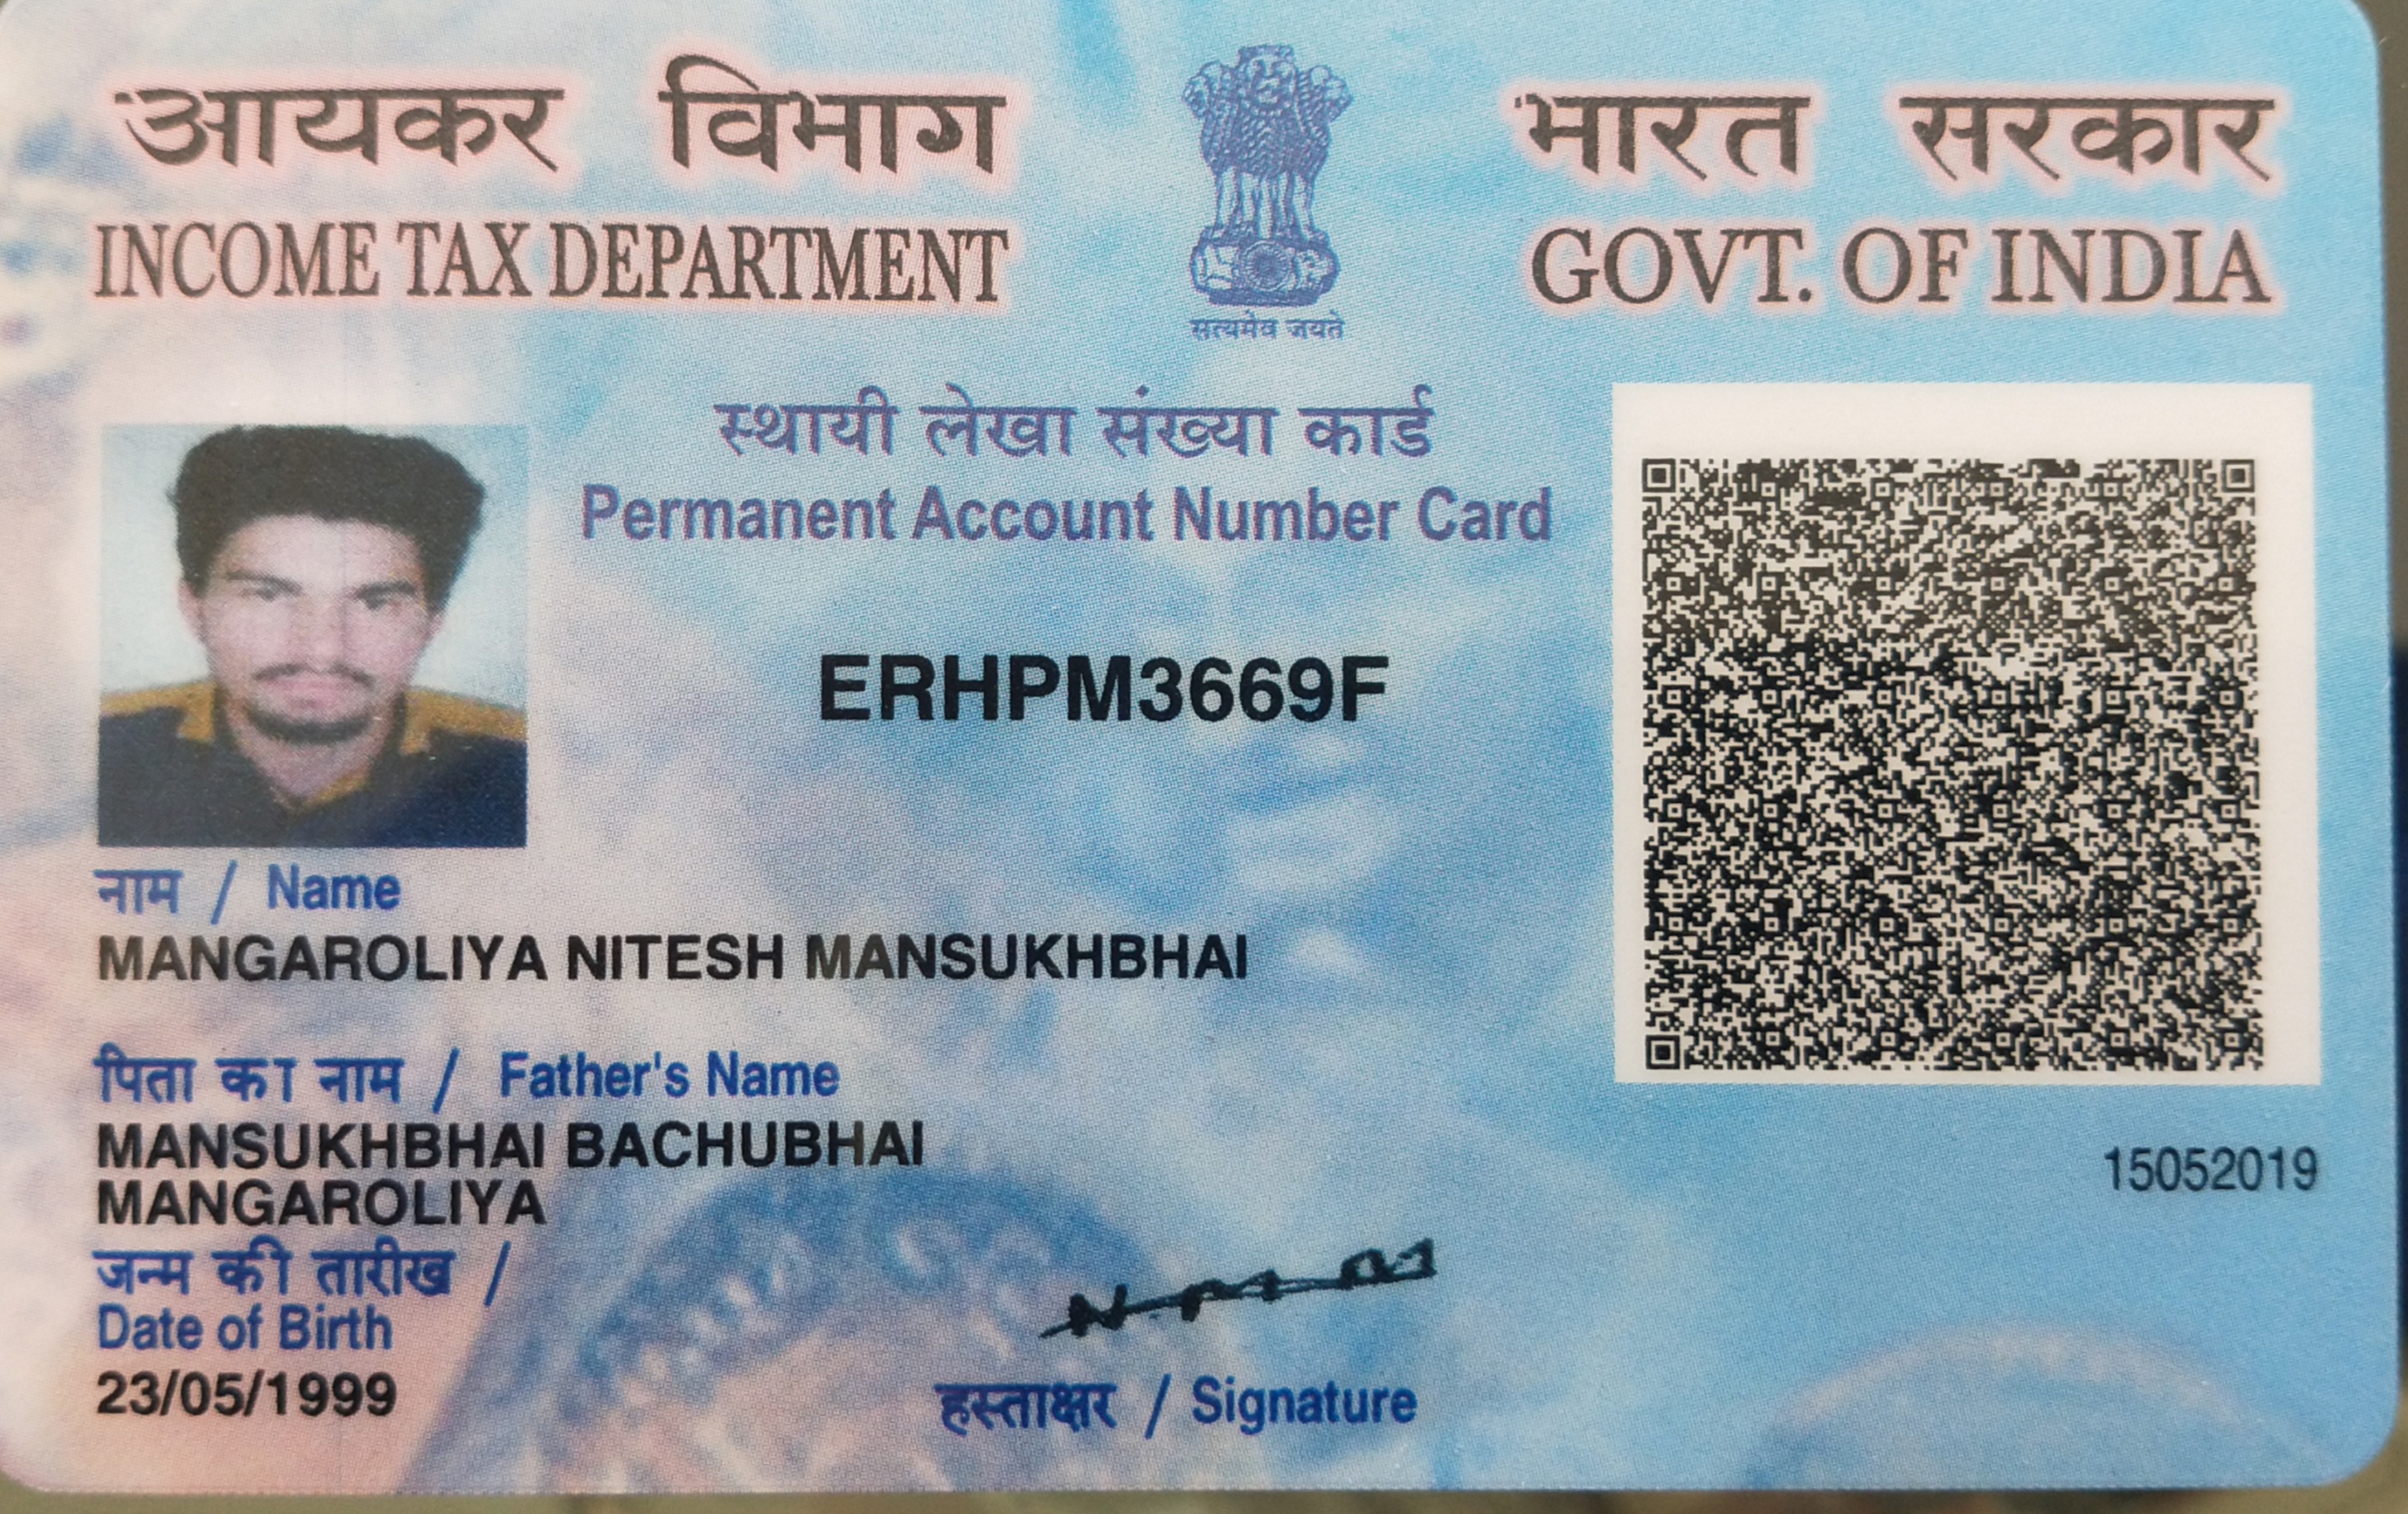 आयकर विभाग
INCOME TAX DEPARTMENT
सत्यमेव जयते
भारत सरकार
GOVT. OF INDIA
स्थायी लेखा संख्या कार्ड
Permanent Account Number Card
ERHPM3669F
नाम / Name
MANGAROLIYA NITESH MANSUKHBHAI
पिता का नाम / Father's Name
MANSUKHBHAI BACHUBHAI
MANGAROLIYA
15052019
जन्म की तारीख /
Date of Birth
23/05/1999
हस्ताक्षर / Signature